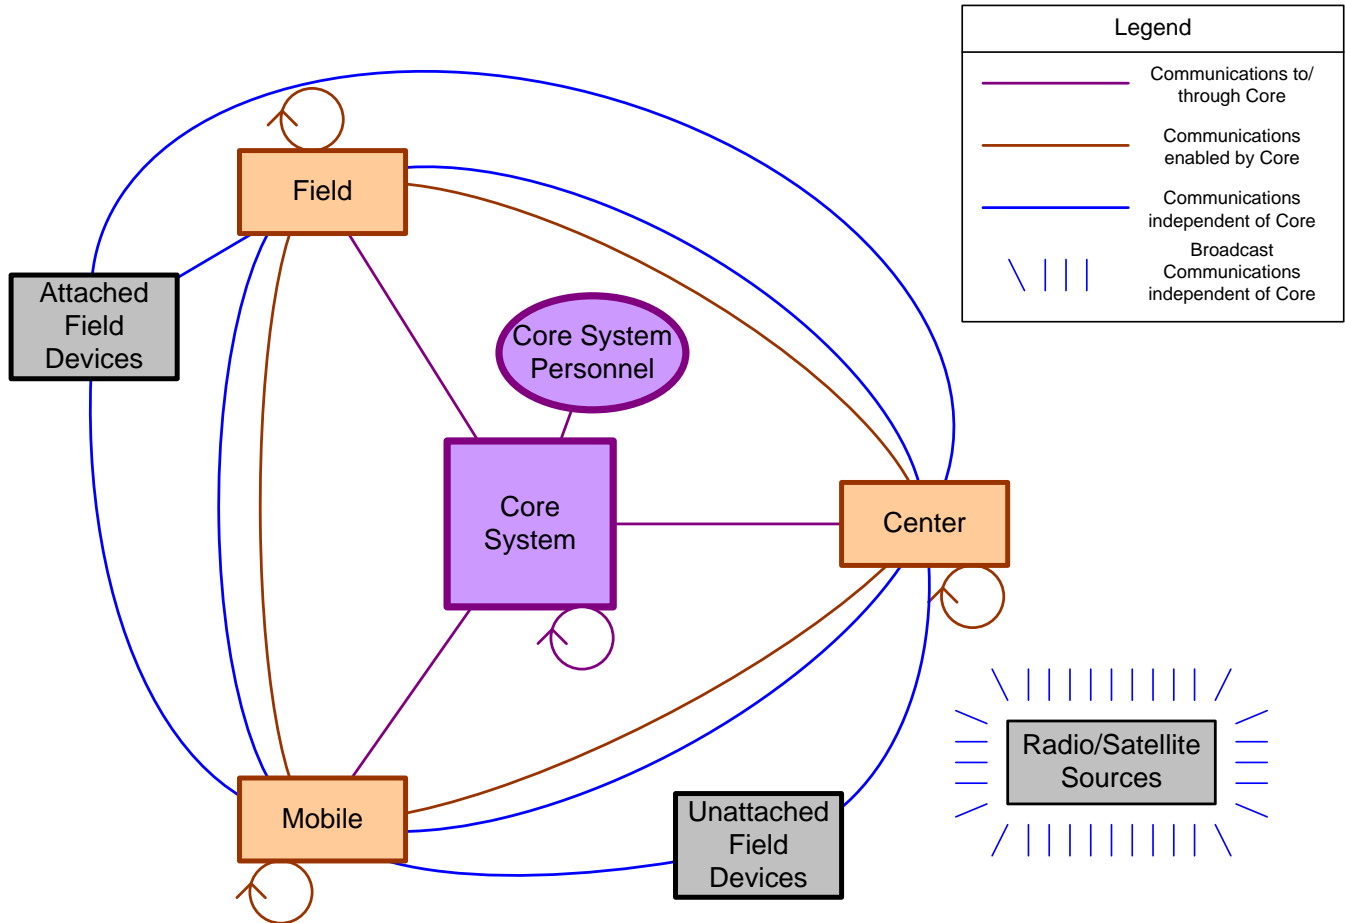 Legend
Communications to/
through Core
Communications
enabled by Core
Communications
independent of Core
Broadcast
Communications
independent of Core
Field
Attached
Field
Devices
Core System
Personnel
Core
System
Center
Mobile
Unattached
Field
Devices
Radio/Satellite
Sources